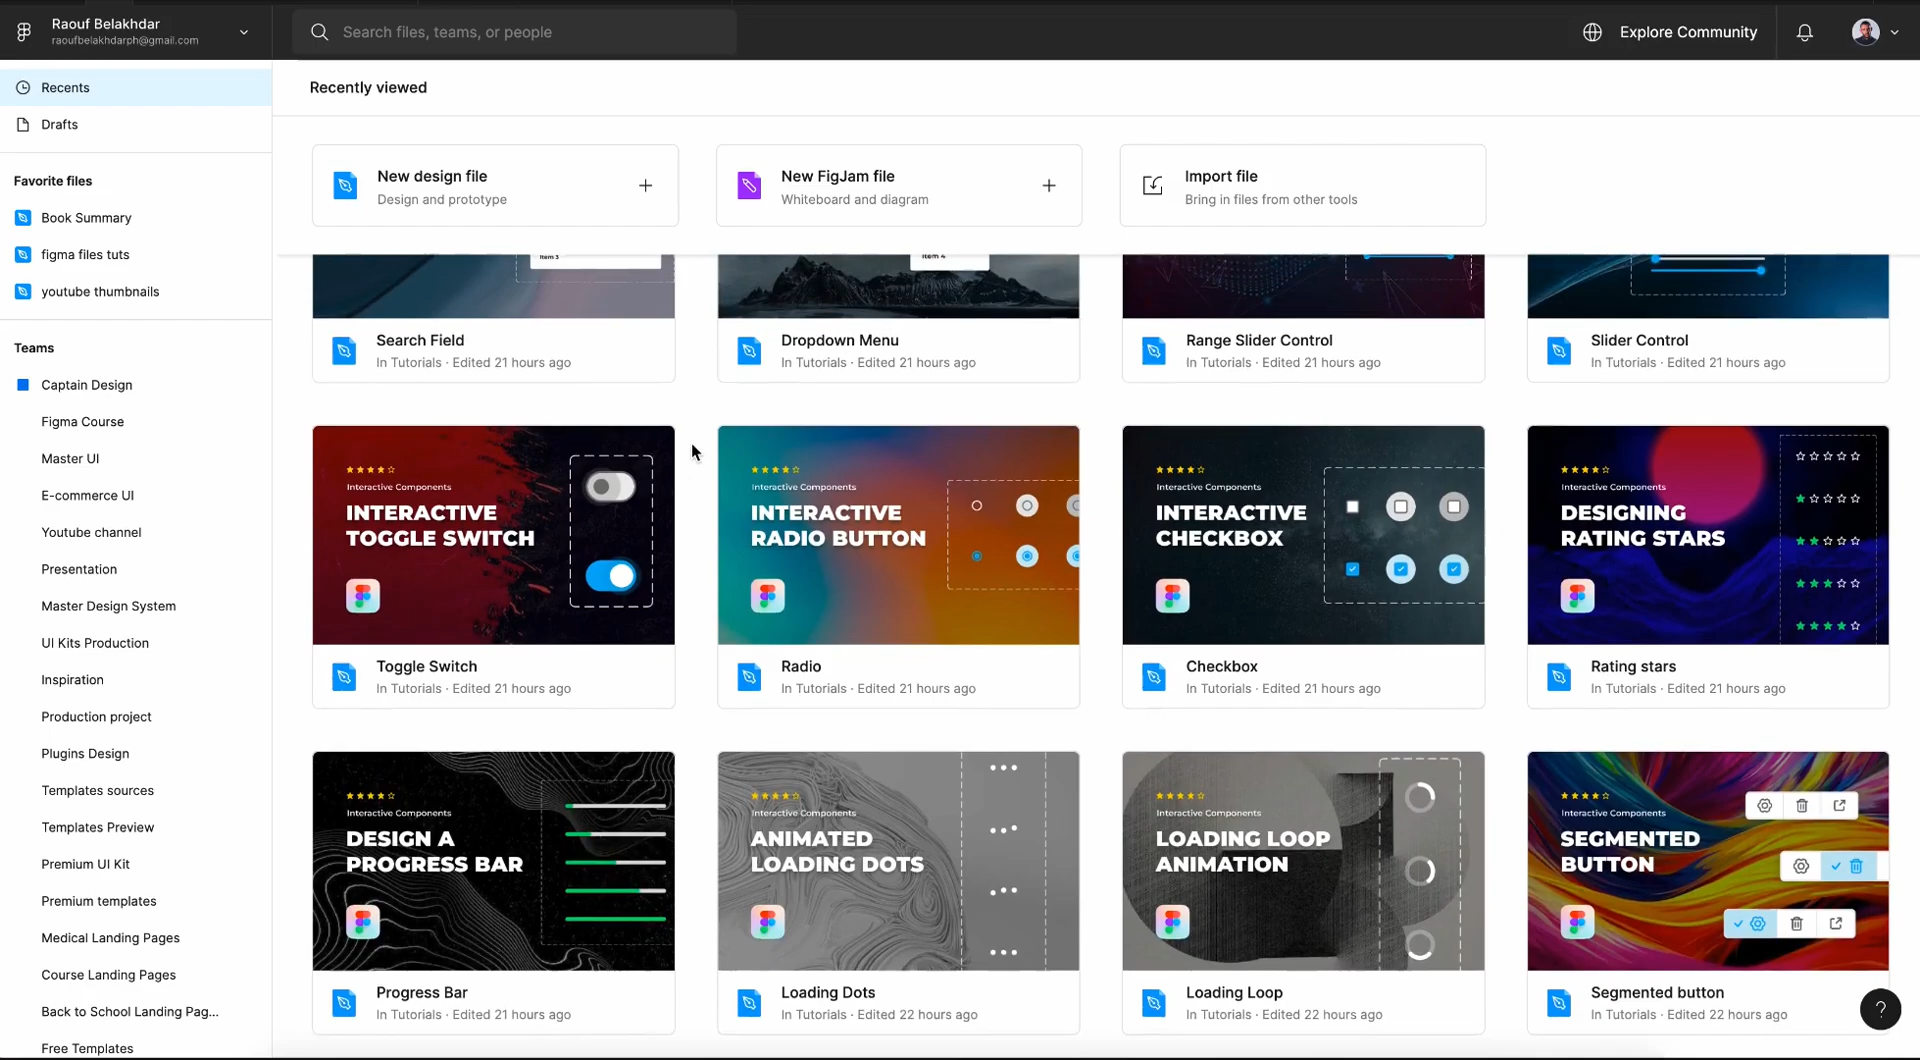 Raouf Belakhdar
raoufbelakhdarph@gmail.com
Search files, teams, or people
Explore Community
Recents
Drafts
Favorite files
Book Summary
figma files tuts
youtube thumbnails
Teams
Captain Design
Figma Course
Master UI
E-commerce UI
Youtube channel
Presentation
Master Design System
UI Kits Production
Inspiration
Production project
Plugins Design
Templates sources
Templates Preview
Premium UI Kit
Premium templates
Medical Landing Pages
Course Landing Pages
Back to School Landing Pag...
Free Templates
Recently viewed
New design file
Design and prototype
New FigJam file
Whiteboard and diagram
Import file
Bring in files from other tools
Item 3
Search Field
In Tutorials · Edited 21 hours ago
Item 4
Dropdown Menu
In Tutorials · Edited 21 hours ago
Range Slider Control
In Tutorials · Edited 21 hours ago
Slider Control
In Tutorials · Edited 21 hours ago
Interactive Components
INTERACTIVE
TOGGLE SWITCH
Toggle Switch
In Tutorials · Edited 21 hours ago
Interactive Components
INTERACTIVE
RADIO BUTTON
Radio
In Tutorials · Edited 21 hours ago
Interactive Components
INTERACTIVE
CHECKBOX
Checkbox
In Tutorials · Edited 21 hours ago
Interactive Components
DESIGNING
RATING STARS
Rating stars
In Tutorials · Edited 21 hours ago
Interactive Components
DESIGN A
PROGRESS BAR
Progress Bar
In Tutorials · Edited 21 hours ago
Interactive Components
ANIMATED
LOADING DOTS
Loading Dots
In Tutorials · Edited 22 hours ago
Interactive Components
LOADING LOOP
ANIMATION
Loading Loop
In Tutorials · Edited 22 hours ago
Interactive Components
SEGMENTED
BUTTON
Segmented button
In Tutorials · Edited 22 hours ago
?